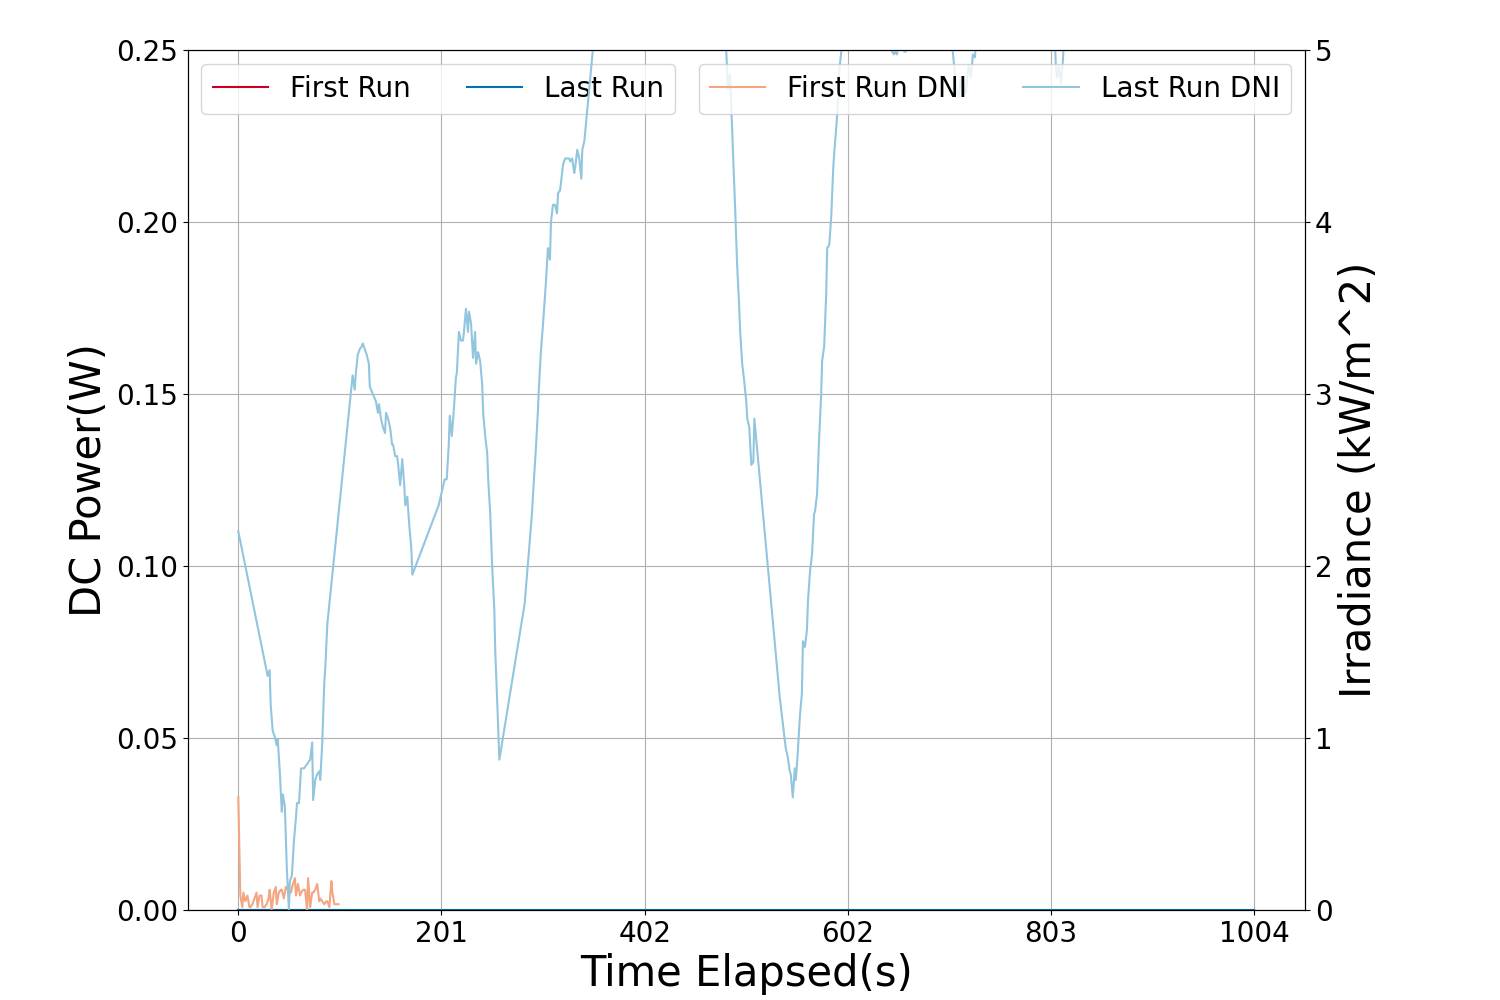 First Run
Last Run
First Run DNI
Last Run DNI
DC Power(W)
0.25
0.20
0.15
0.10
0.05
0.00
5
4
3
2
1
0
Irradiance (kW/m^2)
0 201 402 602 803 1004
Time Elapsed(s)